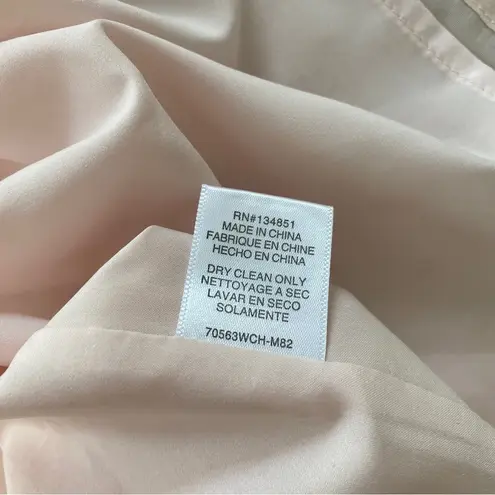 RN#134851
MADE IN CHINA
FABRIQUE EN CHINE
HECHO EN CHINA
DRY CLEAN ONLY
NETTOYAGE A SEC
LAVAR EN SECO
SOLAMENTE
70563WCH-M82